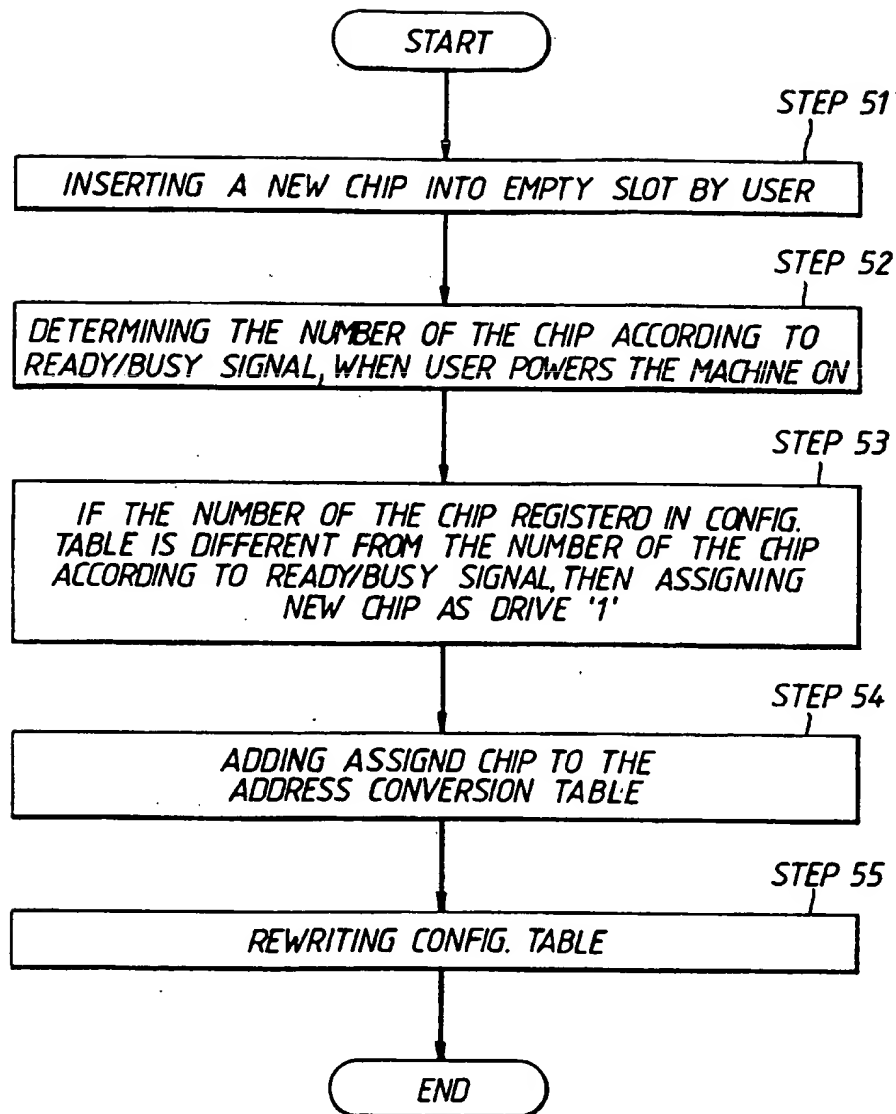 START
STEP 51
INSERTING A NEW CHIP INTO EMPTY SLOT BY USER
STEP 52
DETERMINING THE NUMBER OF THE CHIP ACCORDING TO
READY/BUSY SIGNAL, WHEN USER POWERS THE MACHINE ON
STEP 53
IF THE NUMBER OF THE CHIP REGISTERD IN CONFIG.
TABLE IS DIFFERENT FROM THE NUMBER OF THE CHIP
ACCORDING TO READY/BUSY SIGNAL, THEN ASSIGNING
NEW CHIP AS DRIVE '1'
STEP 54
ADDING ASSIGND CHIP TO THE
ADDRESS CONVERSION TABLE
STEP 55
REWRITING CONFIG. TABLE
END